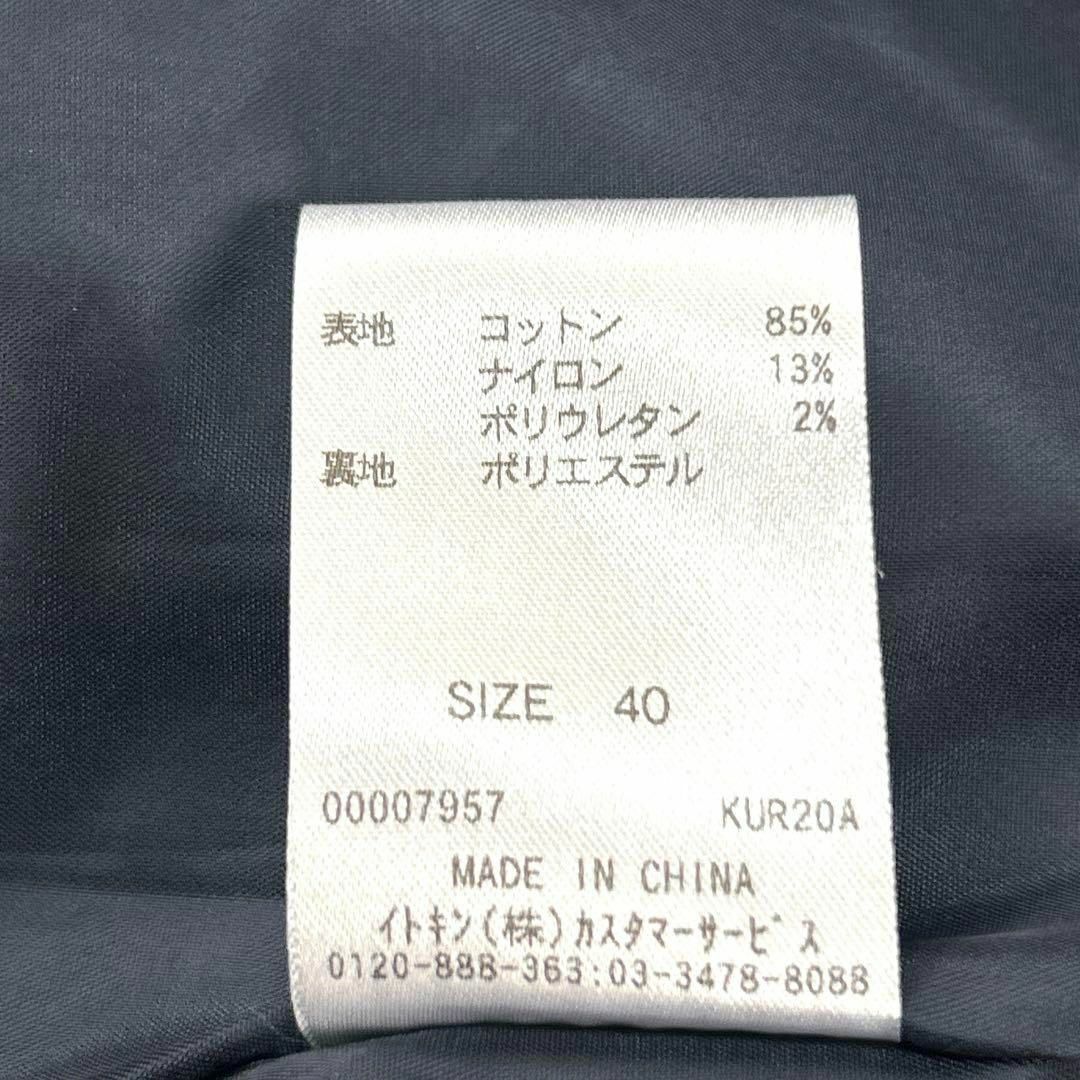 表地 コットン 85%
ナイロン 13%
ポリウレタン 2%
裏地 ポリエステル
SIZE 40
00007957 KUR20A
MADE IN CHINA
イトキン(株)カスタマーサービス
0120-888-363:03-3478-8088